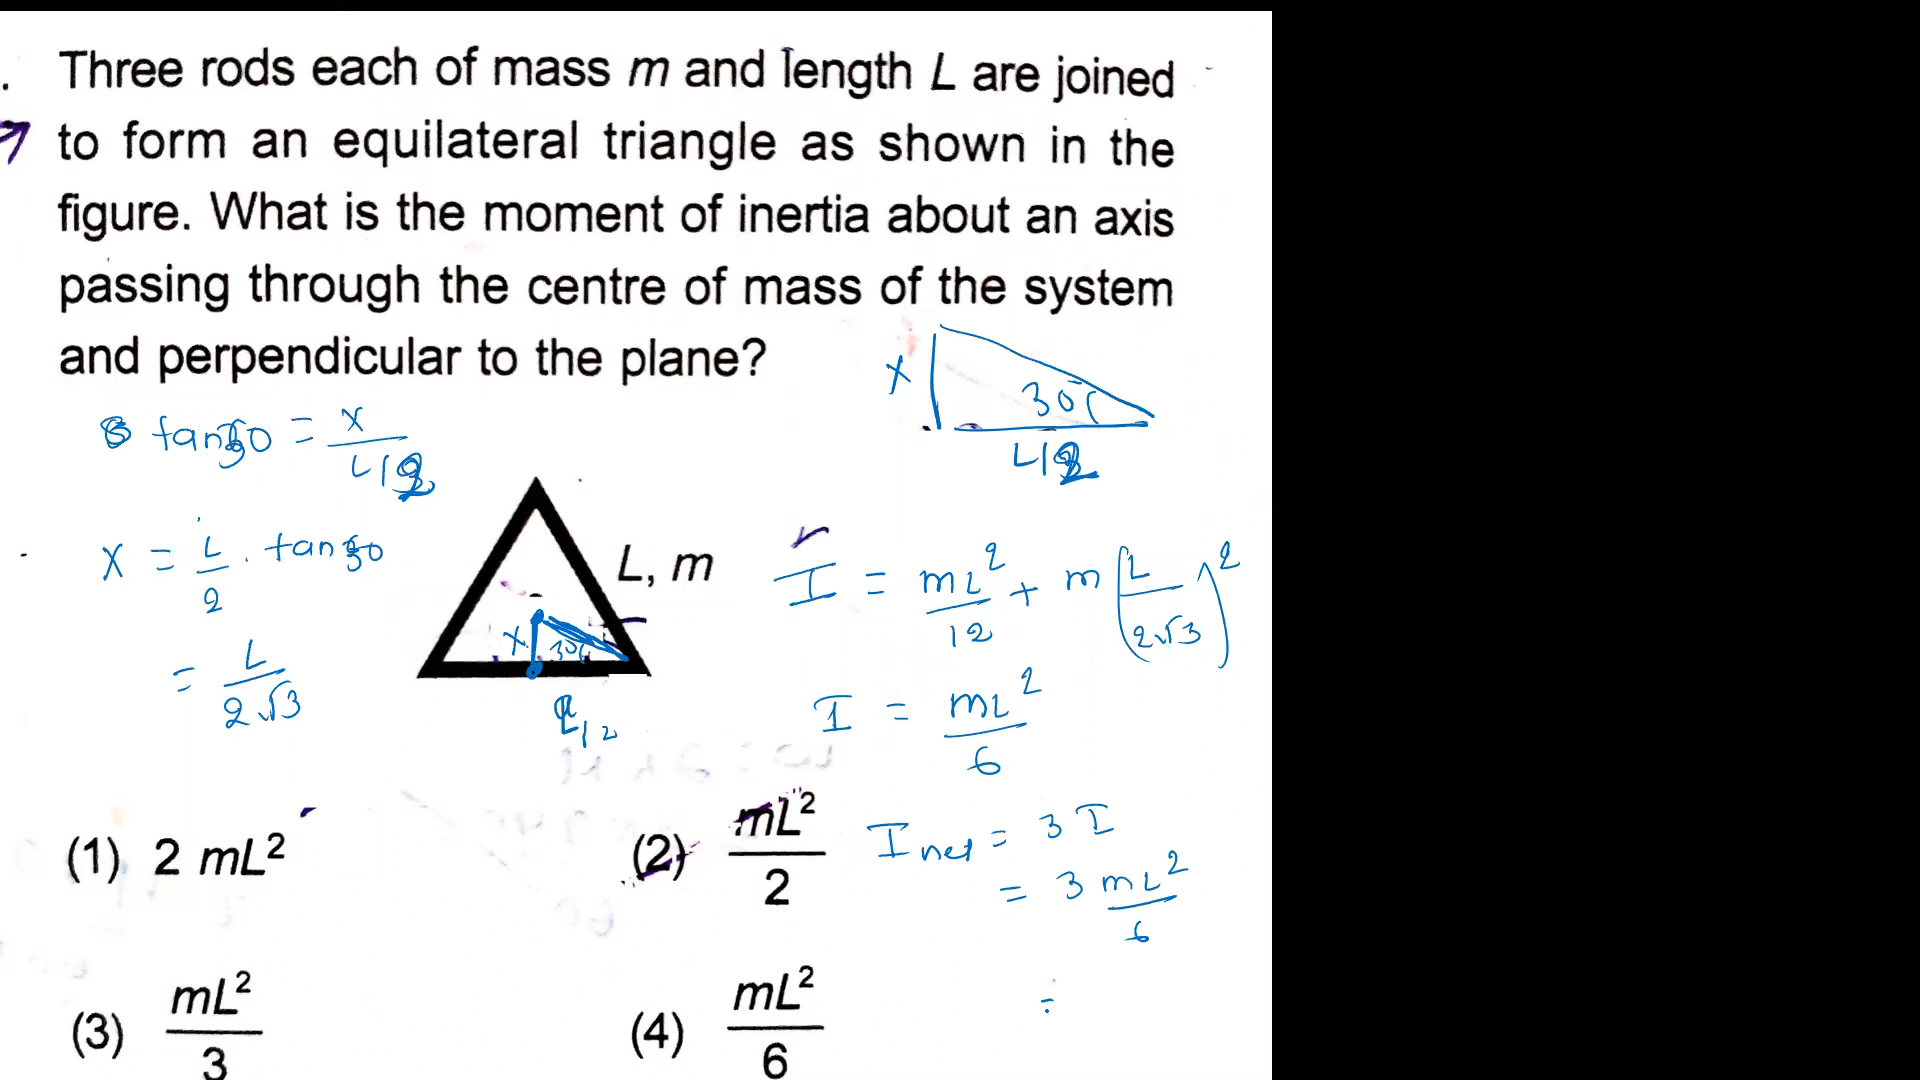 . Three rods each of mass m and length L are joined
to form an equilateral triangle as shown in the
figure. What is the moment of inertia about an axis
passing through the centre of mass of the system
and perpendicular to the plane?
x
30
L/2
tan30 = x / L/2
x = L/2 . tan30
= L / 2√3
L, m
x 30
L/2
I = mL²/12 + m (L / 2√3)²
I = mL²/6
(1) 2 mL²
(2) mL²/2
I net = 3 I
= 3 mL²/6
=
(3) mL²/3
(4) mL²/6